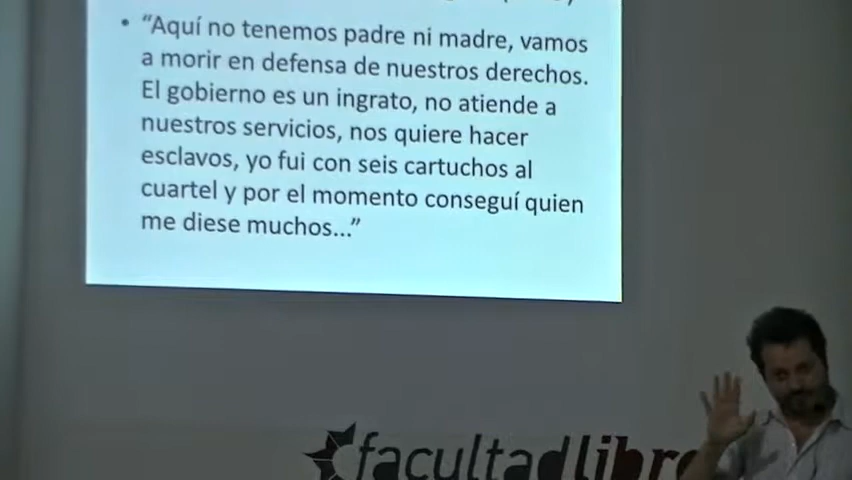 • “Aquí no tenemos padre ni madre, vamos
a morir en defensa de nuestros derechos.
El gobierno es un ingrato, no atiende a
nuestros servicios, nos quiere hacer
esclavos, yo fui con seis cartuchos al
cuartel y por el momento conseguí quien
me diese muchos...”
facultadlibre